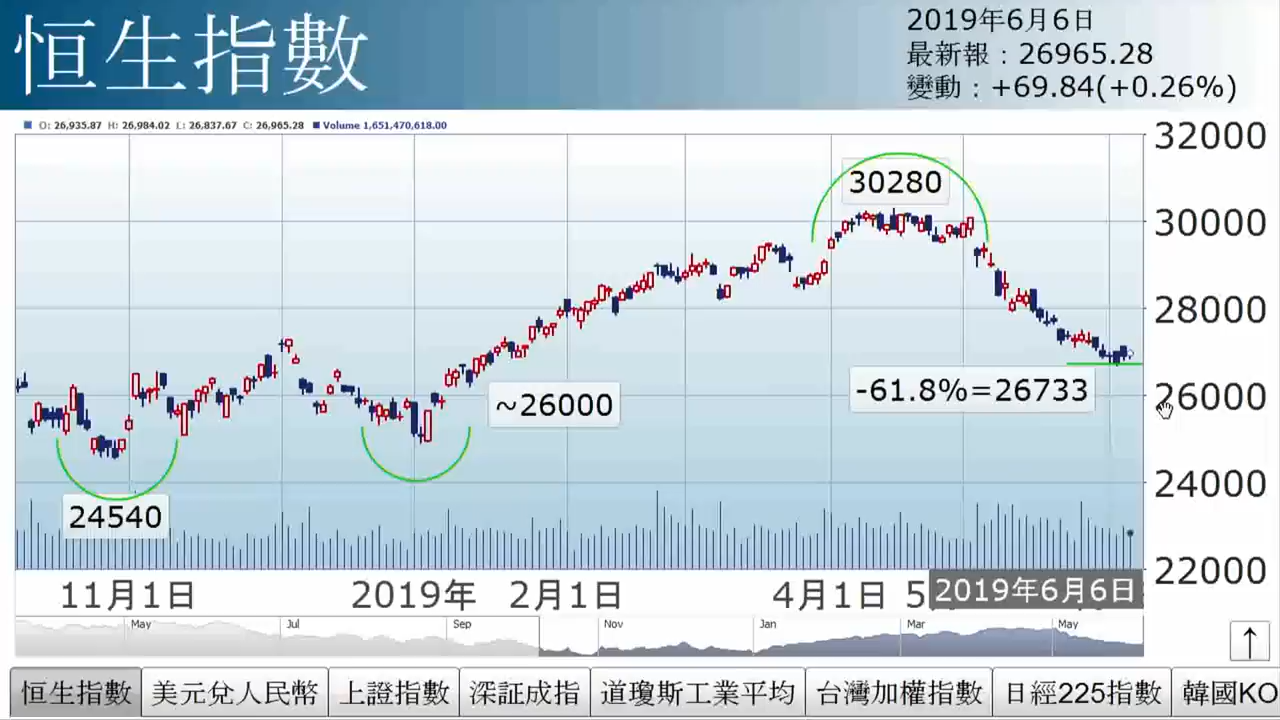 恒生指數
2019年6月6日
最新報：26965.28
變動：+69.84(+0.26%)
O: 26,935.87 H: 26,984.02 L: 26,837.67 C: 26,965.28 Volume 1,651,470,618.00
32000
30280
30000
28000
-61.8%=26733
~26000
26000
24000
24540
22000
11月1日 2019年 2月1日 4月1日 2019年6月6日
May Jul Sep Nov Jan Mar May
↑
恒生指數 美元兌人民幣 上證指數 深証成指 道瓊斯工業平均 台灣加權指數 日經225指數 韓國KO